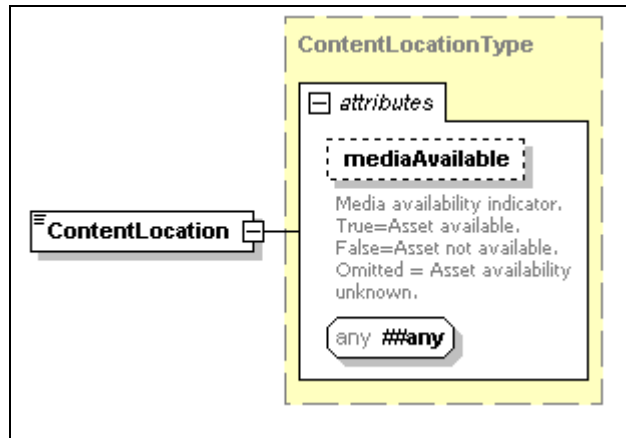 ContentLocationType
attributes
mediaAvailable
Media availability indicator.
True=Asset available.
False=Asset not available.
Omitted = Asset availability
unknown.
ContentLocation
any ##any